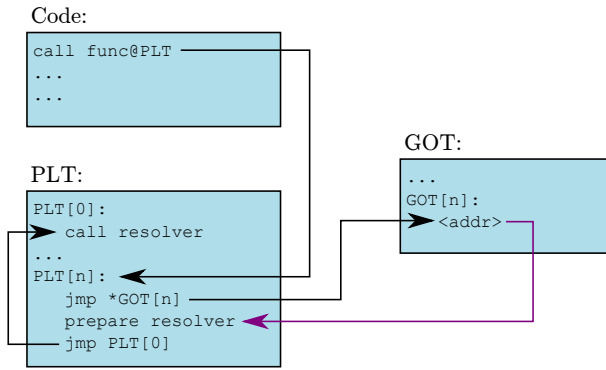 Code:
call func@PLT
...
...
PLT:
PLT[0]:
call resolver
...
PLT[n]:
jmp *GOT[n]
prepare resolver
jmp PLT[0]
GOT:
...
GOT[n]:
<addr>